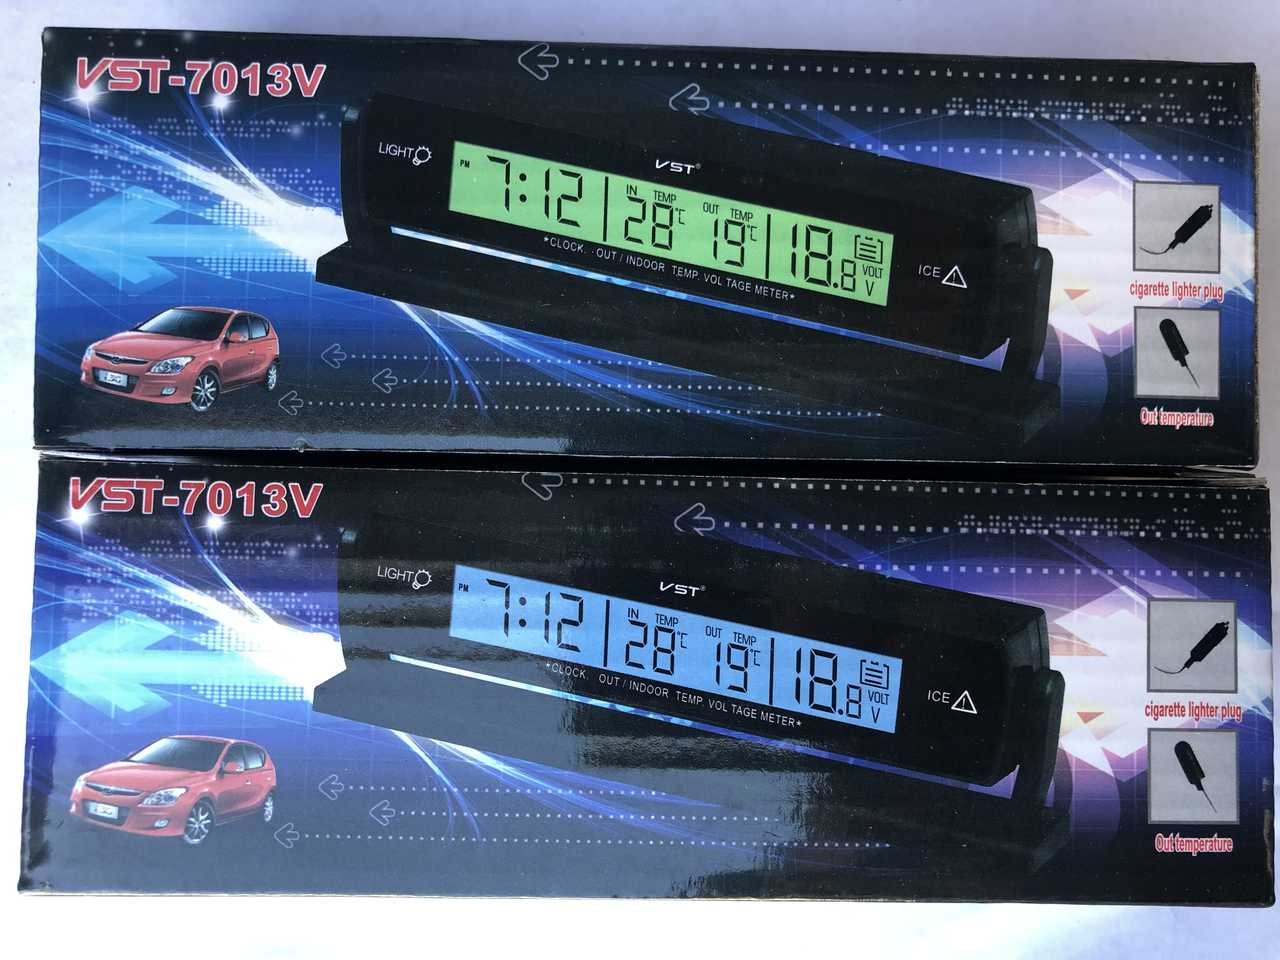 VST-7013V
LIGHT
VST®
PM 7:12 IN TEMP 28°C OUT TEMP 19°C 18.8 VOLT V
*CLOCK. OUT / INDOOR TEMP. VOL TAGE METER*
ICE
cigarette lighter plug
Out temperature
VST-7013V
LIGHT
VST®
PM 7:12 IN TEMP 28°C OUT TEMP 19°C 18.8 VOLT V
*CLOCK. OUT / INDOOR TEMP. VOL TAGE METER*
ICE
cigarette lighter plug
Out temperature